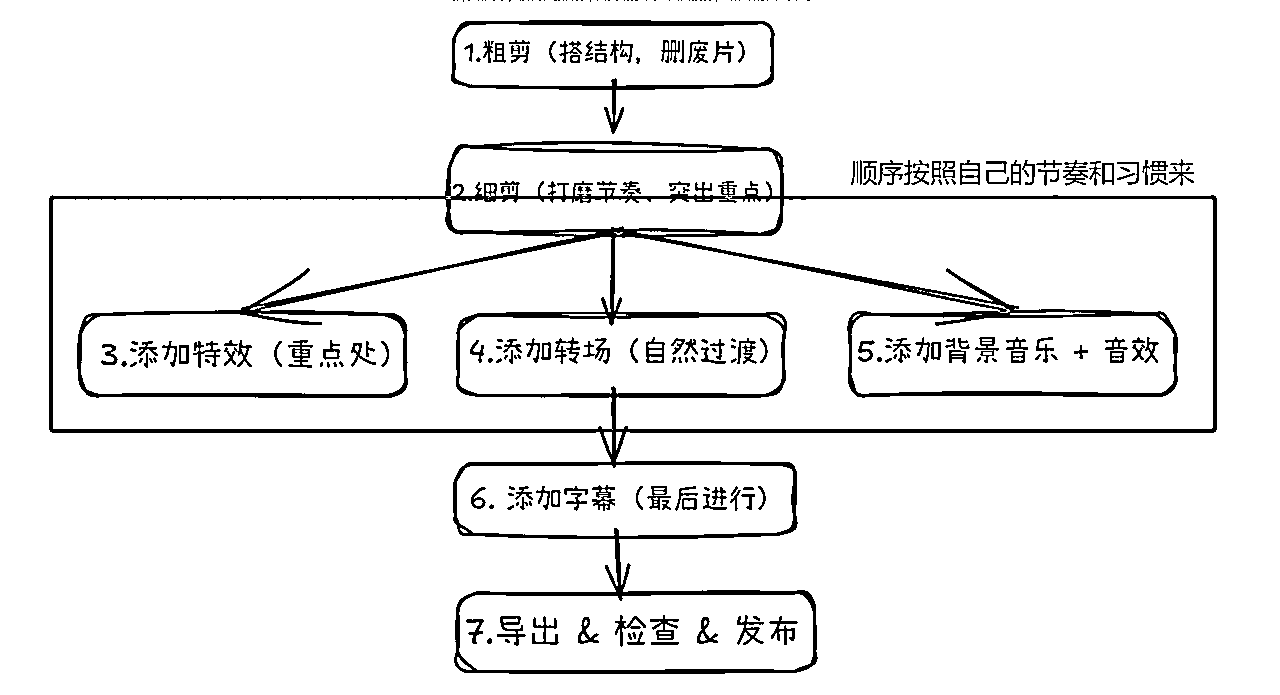 1.粗剪（搭结构，删废片）
顺序按照自己的节奏和习惯来
2.细剪（打磨节奏、突出重点）
3.添加特效（重点处）
4.添加转场（自然过渡）
5.添加背景音乐 + 音效
6. 添加字幕（最后进行）
7.导出 & 检查 & 发布